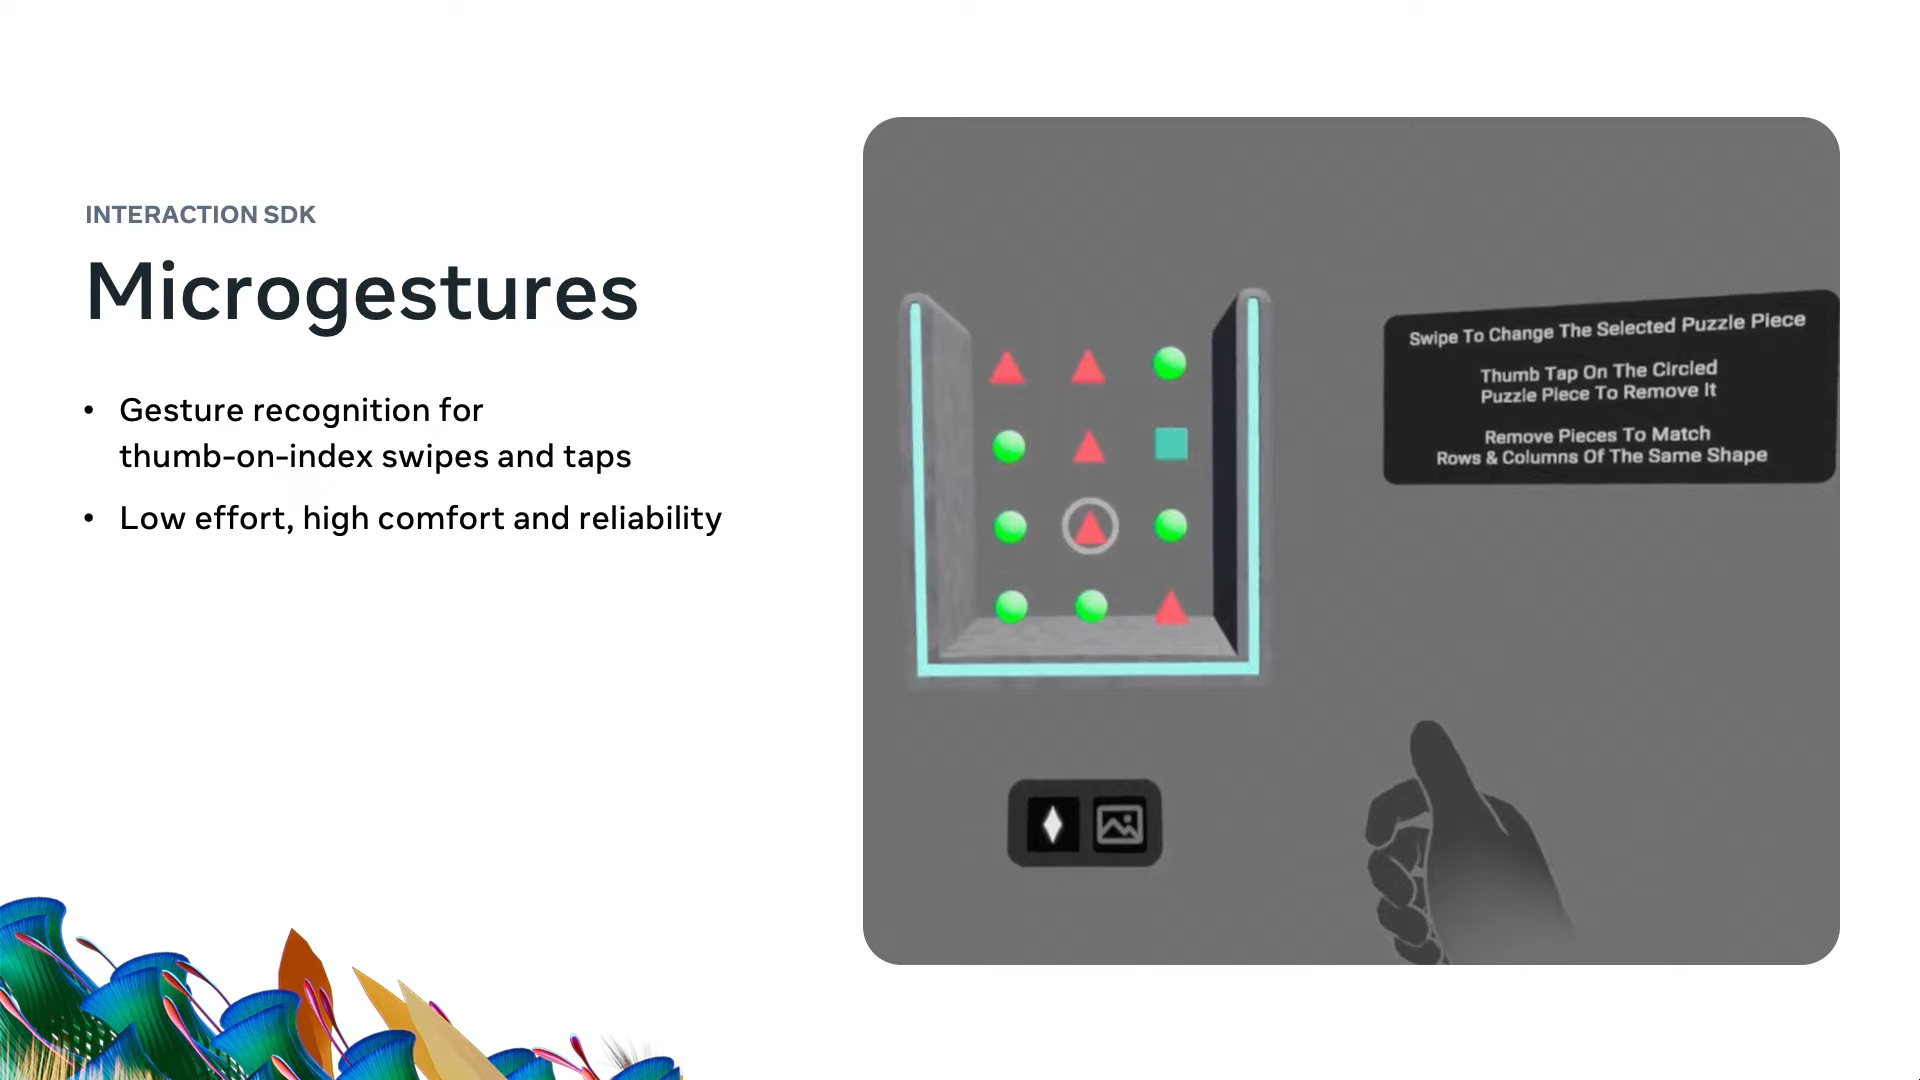 INTERACTION SDK
Microgestures
• Gesture recognition for
thumb-on-index swipes and taps
• Low effort, high comfort and reliability
Swipe To Change The Selected Puzzle Piece
Thumb Tap On The Circled
Puzzle Piece To Remove It
Remove Pieces To Match
Rows & Columns Of The Same Shape